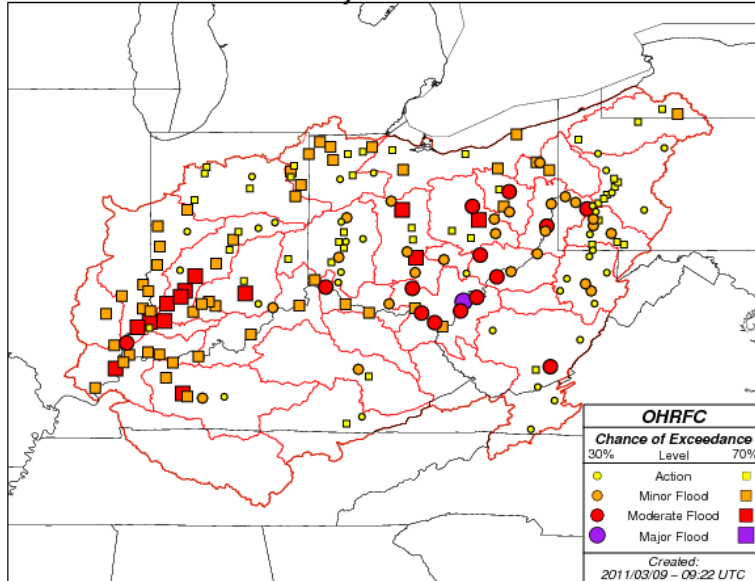 OHRFC
Chance of Exceedance
30% Level 70%
Action
Minor Flood
Moderate Flood
Major Flood
Created:
2011/03/09 – 09:22 UTC